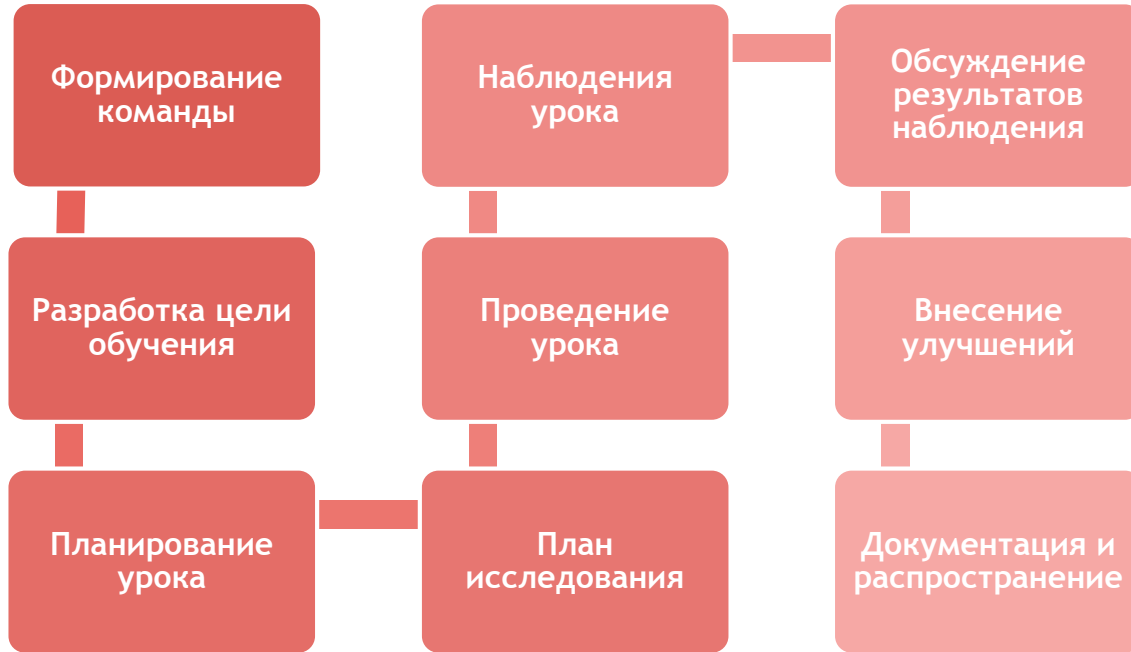 Формирование
команды
Разработка цели
обучения
Планирование
урока
План
исследования
Проведение
урока
Наблюдения
урока
Обсуждение
результатов
наблюдения
Внесение
улучшений
Документация и
распространение